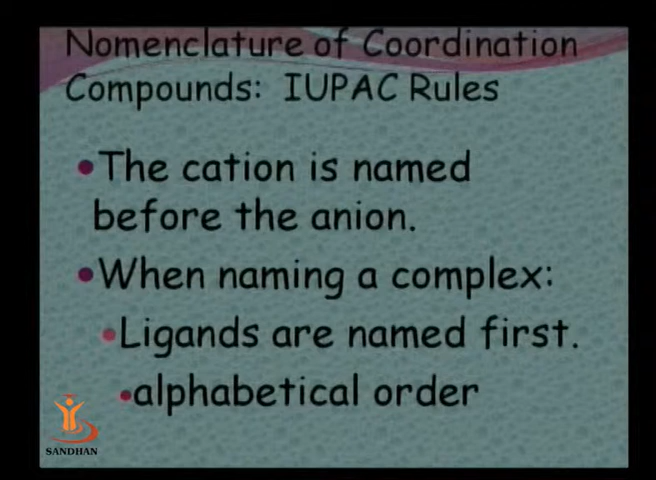 Nomenclature of Coordination
Compounds: IUPAC Rules
•The cation is named
before the anion.
•When naming a complex:
•Ligands are named first.
•alphabetical order
SANDHAN